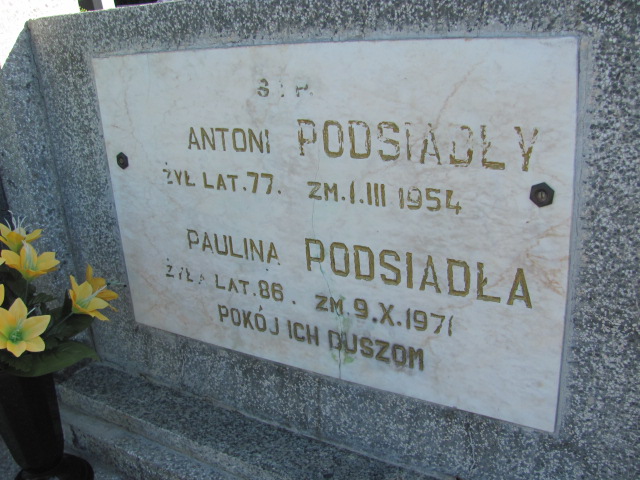 Ś I P.
ANTONI PODSIADŁY
ŻYŁ LAT. 77. ZM. I. III 1954
PAULINA PODSIADŁA
ŻYŁA LAT. 86. ZM. 9. X. 1971
POKÓJ ICH DUSZOM